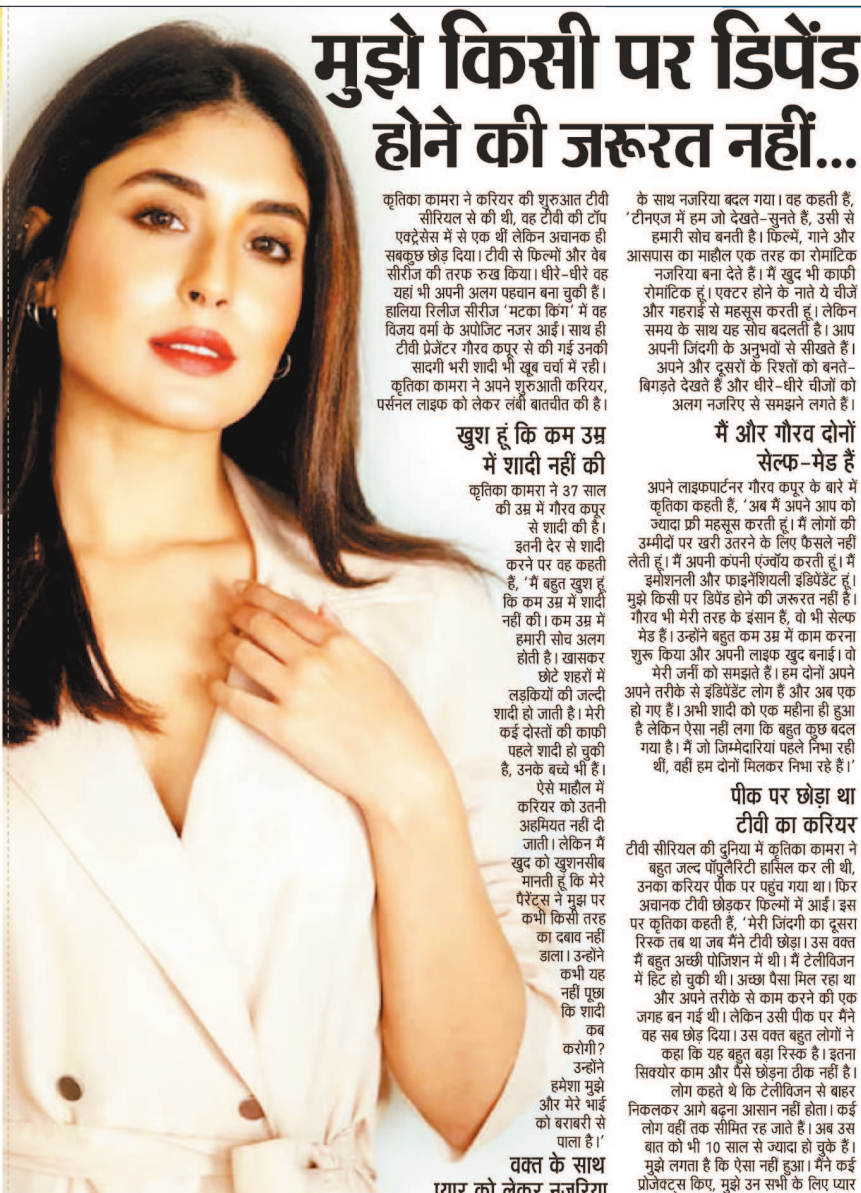 मुझे किसी पर डिपेंड
होने की जरूरत नहीं...
कृतिका कामरा ने करियर की शुरुआत टीवी
सीरियल से की थी, वह टीवी की टॉप
एक्ट्रेसेस में से एक थीं लेकिन अचानक ही
सबकुछ छोड़ दिया। टीवी से फिल्मों और वेब
सीरीज की तरफ रुख किया। धीरे-धीरे वह
यहां भी अपनी अलग पहचान बना चुकी हैं।
हालिया रिलीज सीरीज ‘मटका किंग’ में वह
विजय वर्मा के अपोजिट नजर आईं। साथ ही
टीवी प्रेजेंटर गौरव कपूर से की गई उनकी
सादगी भरी शादी भी खूब चर्चा में रही।
कृतिका कामरा ने अपने शुरुआती करियर,
पर्सनल लाइफ को लेकर लंबी बातचीत की है।
खुश हूं कि कम उम्र
में शादी नहीं की
कृतिका कामरा ने 37 साल
की उम्र में गौरव कपूर
से शादी की है।
इतनी देर से शादी
करने पर वह कहती
हैं, ‘मैं बहुत खुश हूं
कि कम उम्र में शादी
नहीं की। कम उम्र में
हमारी सोच अलग
होती है। खासकर
छोटे शहरों में
लड़कियों की जल्दी
शादी हो जाती है। मेरी
कई दोस्तों की काफी
पहले शादी हो चुकी
है, उनके बच्चे भी हैं।
ऐसे माहौल में
करियर को उतनी
अहमियत नहीं दी
जाती। लेकिन मैं
खुद को खुशनसीब
मानती हूं कि मेरे
पैरेंट्स ने मुझ पर
कभी किसी तरह
का दबाव नहीं
डाला। उन्होंने
कभी यह
नहीं पूछा
कि शादी
कब
करोगी?
उन्होंने
हमेशा मुझे
और मेरे भाई
को बराबरी से
पाला है।’
वक्त के साथ
प्यार को लेकर नजरिया
के साथ नजरिया बदल गया। वह कहती हैं,
‘टीनएज में हम जो देखते-सुनते हैं, उसी से
हमारी सोच बनती है। फिल्में, गाने और
आसपास का माहौल एक तरह का रोमांटिक
नजरिया बना देते हैं। मैं खुद भी काफी
रोमांटिक हूं। एक्टर होने के नाते ये चीजें
और गहराई से महसूस करती हूं। लेकिन
समय के साथ यह सोच बदलती है। आप
अपनी जिंदगी के अनुभवों से सीखते हैं।
अपने और दूसरों के रिश्तों को बनते-
बिगड़ते देखते हैं और धीरे-धीरे चीजों को
अलग नजरिए से समझने लगते हैं।
मैं और गौरव दोनों
सेल्फ-मेड हैं
अपने लाइफपार्टनर गौरव कपूर के बारे में
कृतिका कहती हैं, ‘अब मैं अपने आप को
ज्यादा फ्री महसूस करती हूं। मैं लोगों की
उम्मीदों पर खरी उतरने के लिए फैसले नहीं
लेती हूं। मैं अपनी कंपनी एंज्वॉय करती हूं। मैं
इमोशनली और फाइनेंशियली इंडिपेंडेंट हूं।
मुझे किसी पर डिपेंड होने की जरूरत नहीं है।
गौरव भी मेरी तरह के इंसान हैं, वो भी सेल्फ
मेड हैं। उन्होंने बहुत कम उम्र में काम करना
शुरू किया और अपनी लाइफ खुद बनाई। वो
मेरी जर्नी को समझते हैं। हम दोनों अपने
अपने तरीके से इंडिपेंडेंट लोग हैं और अब एक
हो गए हैं। अभी शादी को एक महीना ही हुआ
है लेकिन ऐसा नहीं लगा कि बहुत कुछ बदल
गया है। मैं जो जिम्मेदारियां पहले निभा रही
थीं, वहीं हम दोनों मिलकर निभा रहे हैं।’
पीक पर छोड़ा था
टीवी का करियर
टीवी सीरियल की दुनिया में कृतिका कामरा ने
बहुत जल्द पॉपुलैरिटी हासिल कर ली थी,
उनका करियर पीक पर पहुंच गया था। फिर
अचानक टीवी छोड़कर फिल्मों में आईं। इस
पर कृतिका कहती हैं, ‘मेरी जिंदगी का दूसरा
रिस्क तब था जब मैंने टीवी छोड़ा। उस वक्त
मैं बहुत अच्छी पोजिशन में थी। मैं टेलीविजन
में हिट हो चुकी थी। अच्छा पैसा मिल रहा था
और अपने तरीके से काम करने की एक
जगह बन गई थी। लेकिन उसी पीक पर मैंने
वह सब छोड़ दिया। उस वक्त बहुत लोगों ने
कहा कि यह बहुत बड़ा रिस्क है। इतना
सिक्योर काम और पैसे छोड़ना ठीक नहीं है।
लोग कहते थे कि टेलीविजन से बाहर
निकलकर आगे बढ़ना आसान नहीं होता। कई
लोग वहीं तक सीमित रह जाते हैं। अब उस
बात को भी 10 साल से ज्यादा हो चुके हैं।
मुझे लगता है कि ऐसा नहीं हुआ। मैंने कई
प्रोजेक्ट्स किए, मुझे उन सभी के लिए प्यार